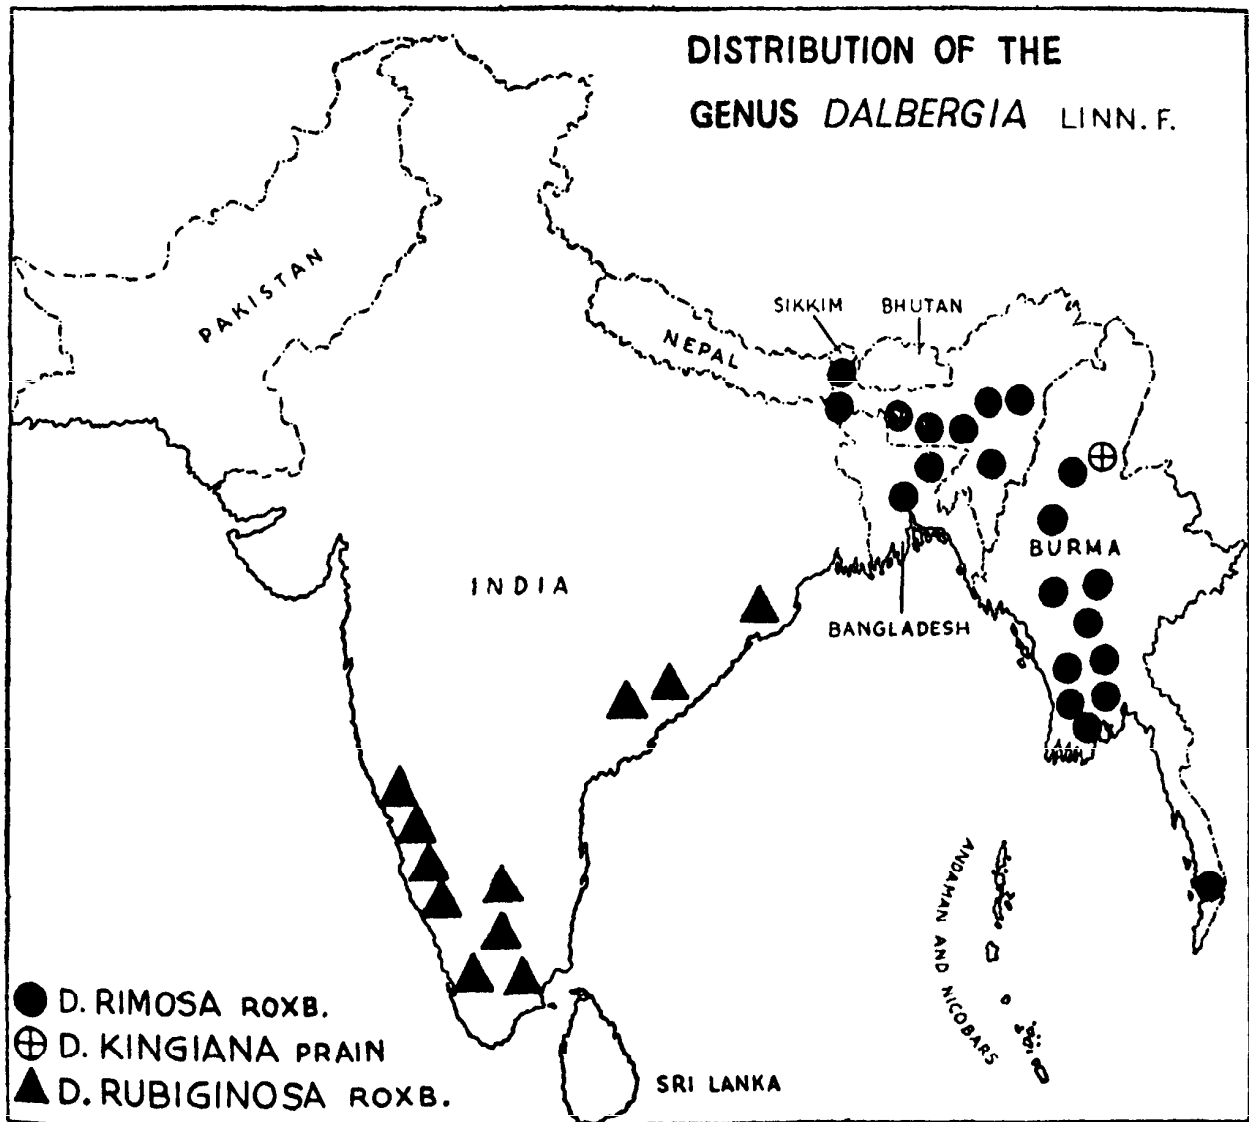 DISTRIBUTION OF THE
GENUS DALBERGIA LINN. F.
PAKISTAN
SIKKIM
BHUTAN
NEPAL
INDIA
BURMA
BANGLADESH
ANDAMAN AND NICOBARS
SRI LANKA
D. RIMOSA ROXB.
D. KINGIANA PRAIN
D. RUBIGINOSA ROXB.